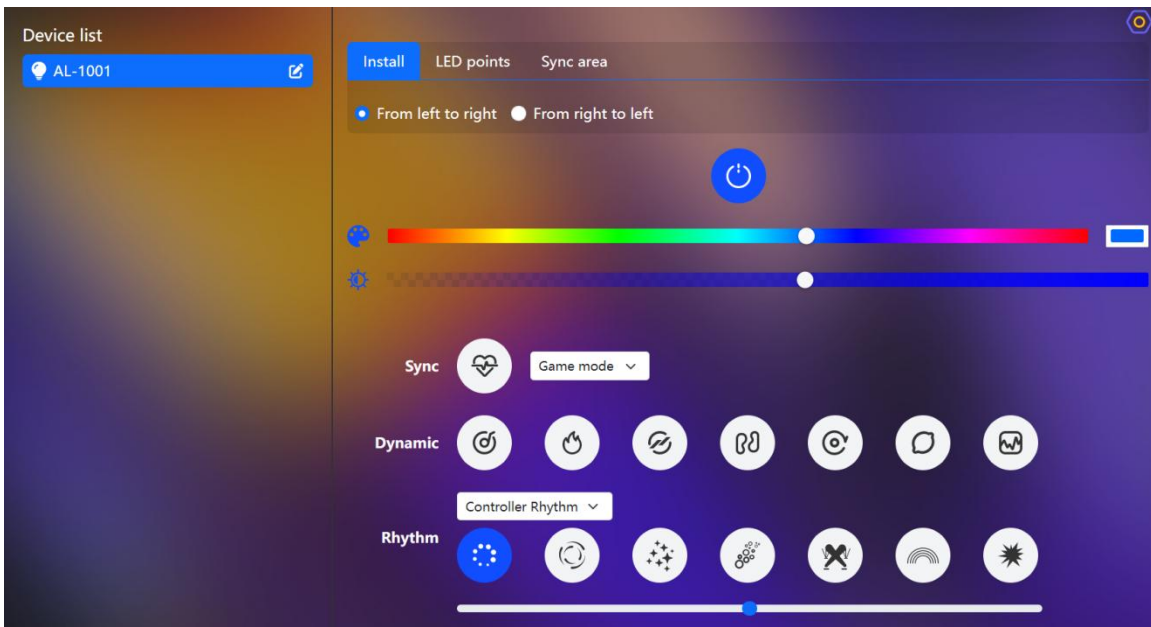 Device list
AL-1001
Install LED points Sync area
From left to right From right to left
Sync Game mode
Dynamic
Controller Rhythm
Rhythm